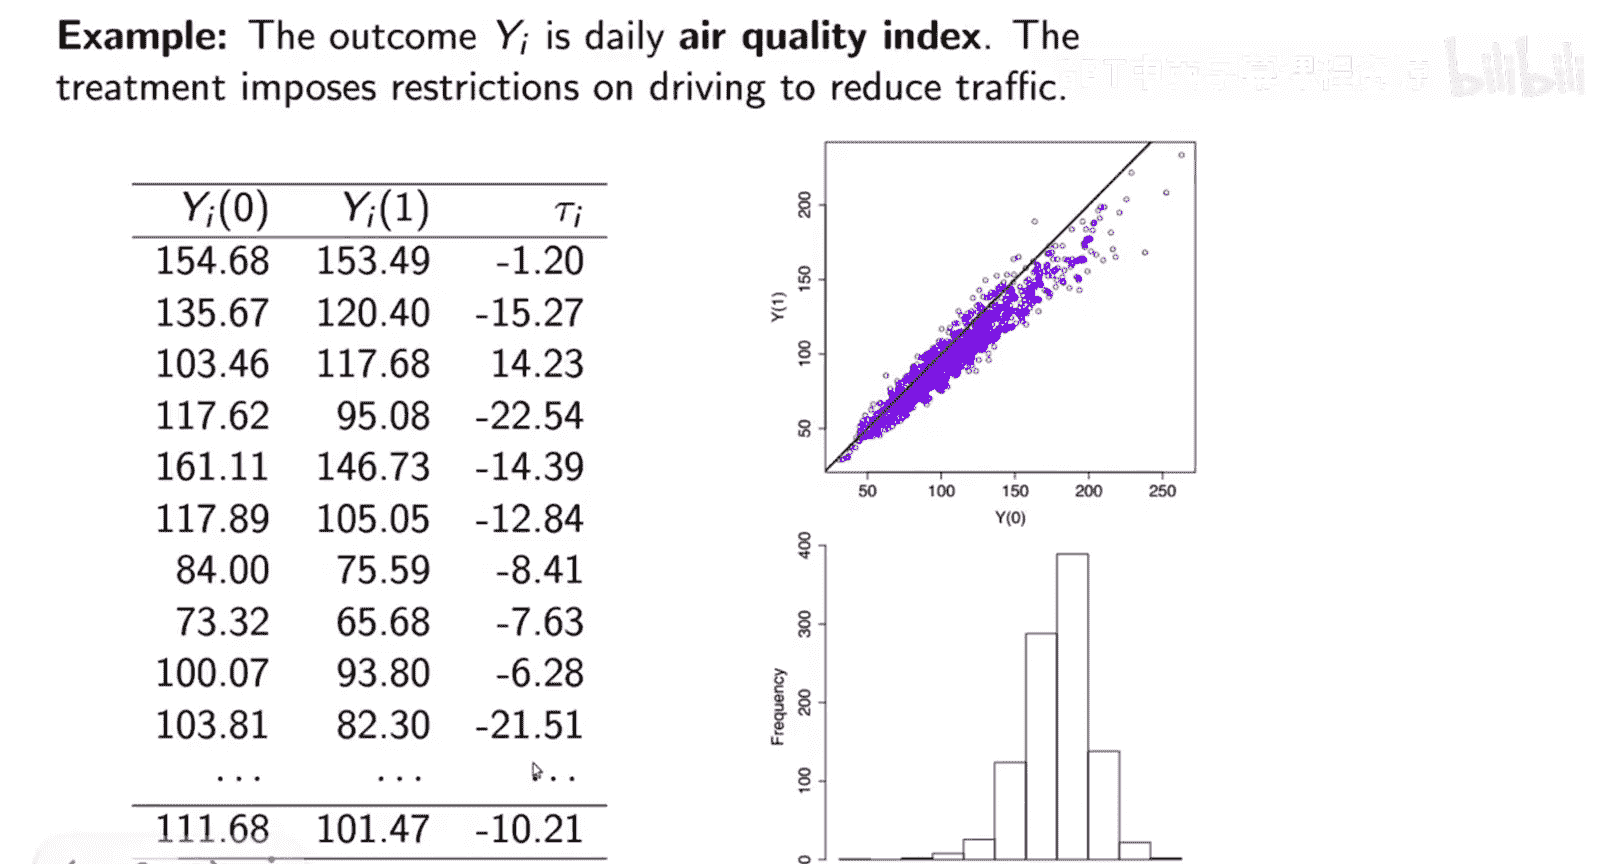 Example: The outcome Yᵢ is daily air quality index. The
treatment imposes restrictions on driving to reduce traffic.
bilibili
Yᵢ(0) Yᵢ(1) τᵢ
154.68 153.49 -1.20
135.67 120.40 -15.27
103.46 117.68 14.23
117.62 95.08 -22.54
161.11 146.73 -14.39
117.89 105.05 -12.84
84.00 75.59 -8.41
73.32 65.68 -7.63
100.07 93.80 -6.28
103.81 82.30 -21.51
... ... ...
111.68 101.47 -10.21
Y(1)
200
150
100
50
50 100 150 200 250
Y(0)
Frequency
400
300
200
100
0